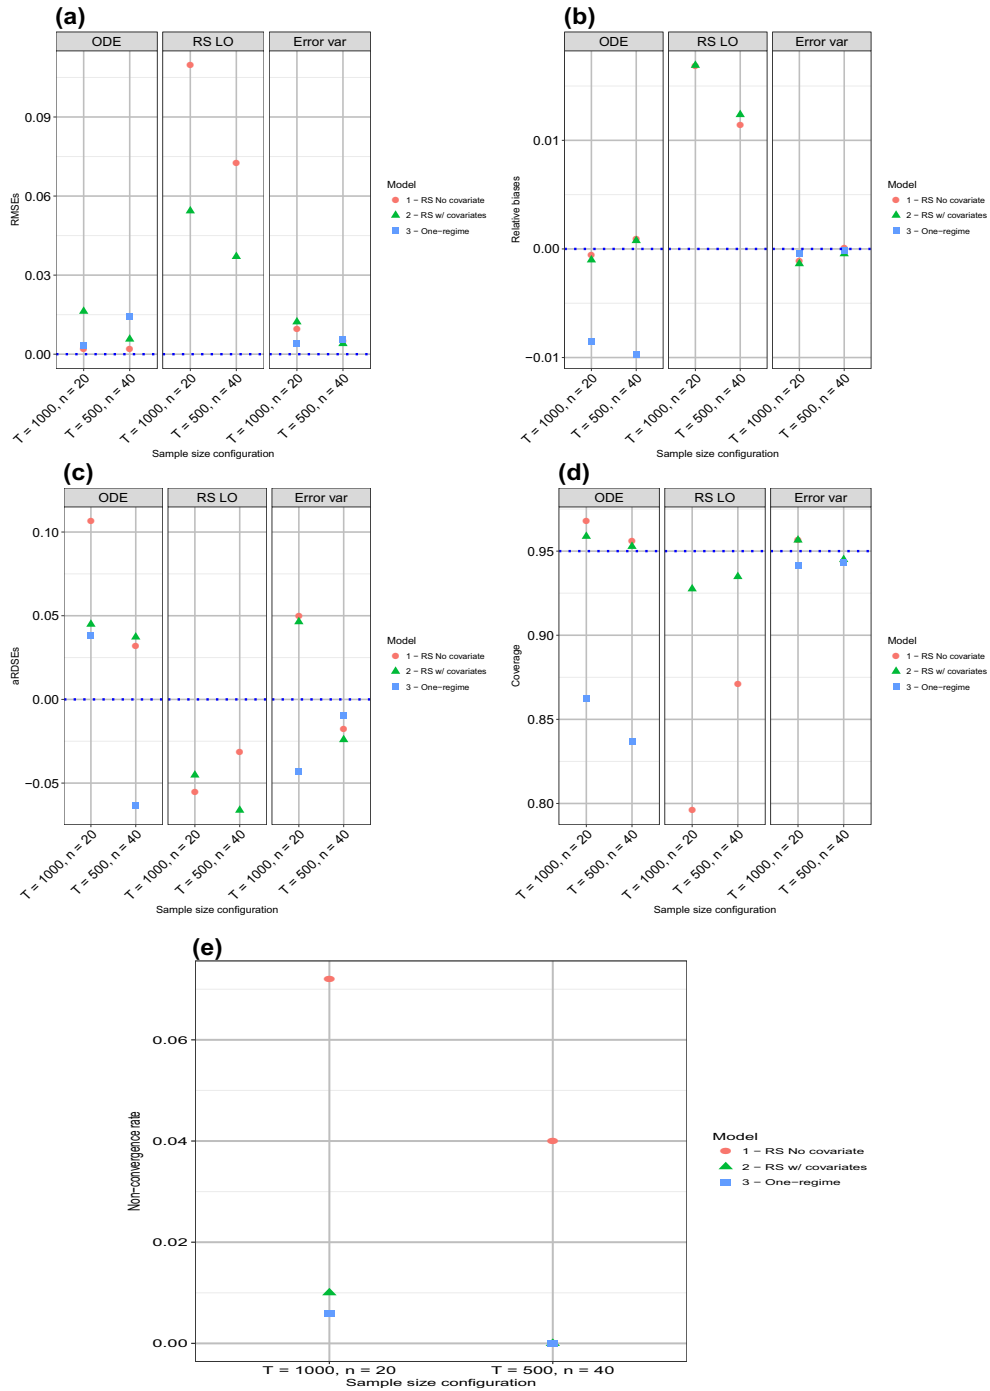 (a)
ODE RS LO Error var
0.09
0.06
0.03
0.00
RMSEs
T = 1000, n = 20
T = 500, n = 40
T = 1000, n = 20
T = 500, n = 40
T = 1000, n = 20
T = 500, n = 40
Sample size configuration
Model
1 − RS No covariate
2 − RS w/ covariates
3 − One−regime
(b)
ODE RS LO Error var
0.01
0.00
−0.01
Relative biases
T = 1000, n = 20
T = 500, n = 40
T = 1000, n = 20
T = 500, n = 40
T = 1000, n = 20
T = 500, n = 40
Sample size configuration
Model
1 − RS No covariate
2 − RS w/ covariates
3 − One−regime
(c)
ODE RS LO Error var
0.10
0.05
0.00
−0.05
aRDSEs
T = 1000, n = 20
T = 500, n = 40
T = 1000, n = 20
T = 500, n = 40
T = 1000, n = 20
T = 500, n = 40
Sample size configuration
Model
1 − RS No covariate
2 − RS w/ covariates
3 − One−regime
(d)
ODE RS LO Error var
0.95
0.90
0.85
0.80
Coverage
T = 1000, n = 20
T = 500, n = 40
T = 1000, n = 20
T = 500, n = 40
T = 1000, n = 20
T = 500, n = 40
Sample size configuration
Model
1 − RS No covariate
2 − RS w/ covariates
3 − One−regime
(e)
0.06
0.04
0.02
0.00
Non−convergence rate
T = 1000, n = 20 T = 500, n = 40
Sample size configuration
Model
1 − RS No covariate
2 − RS w/ covariates
3 − One−regime